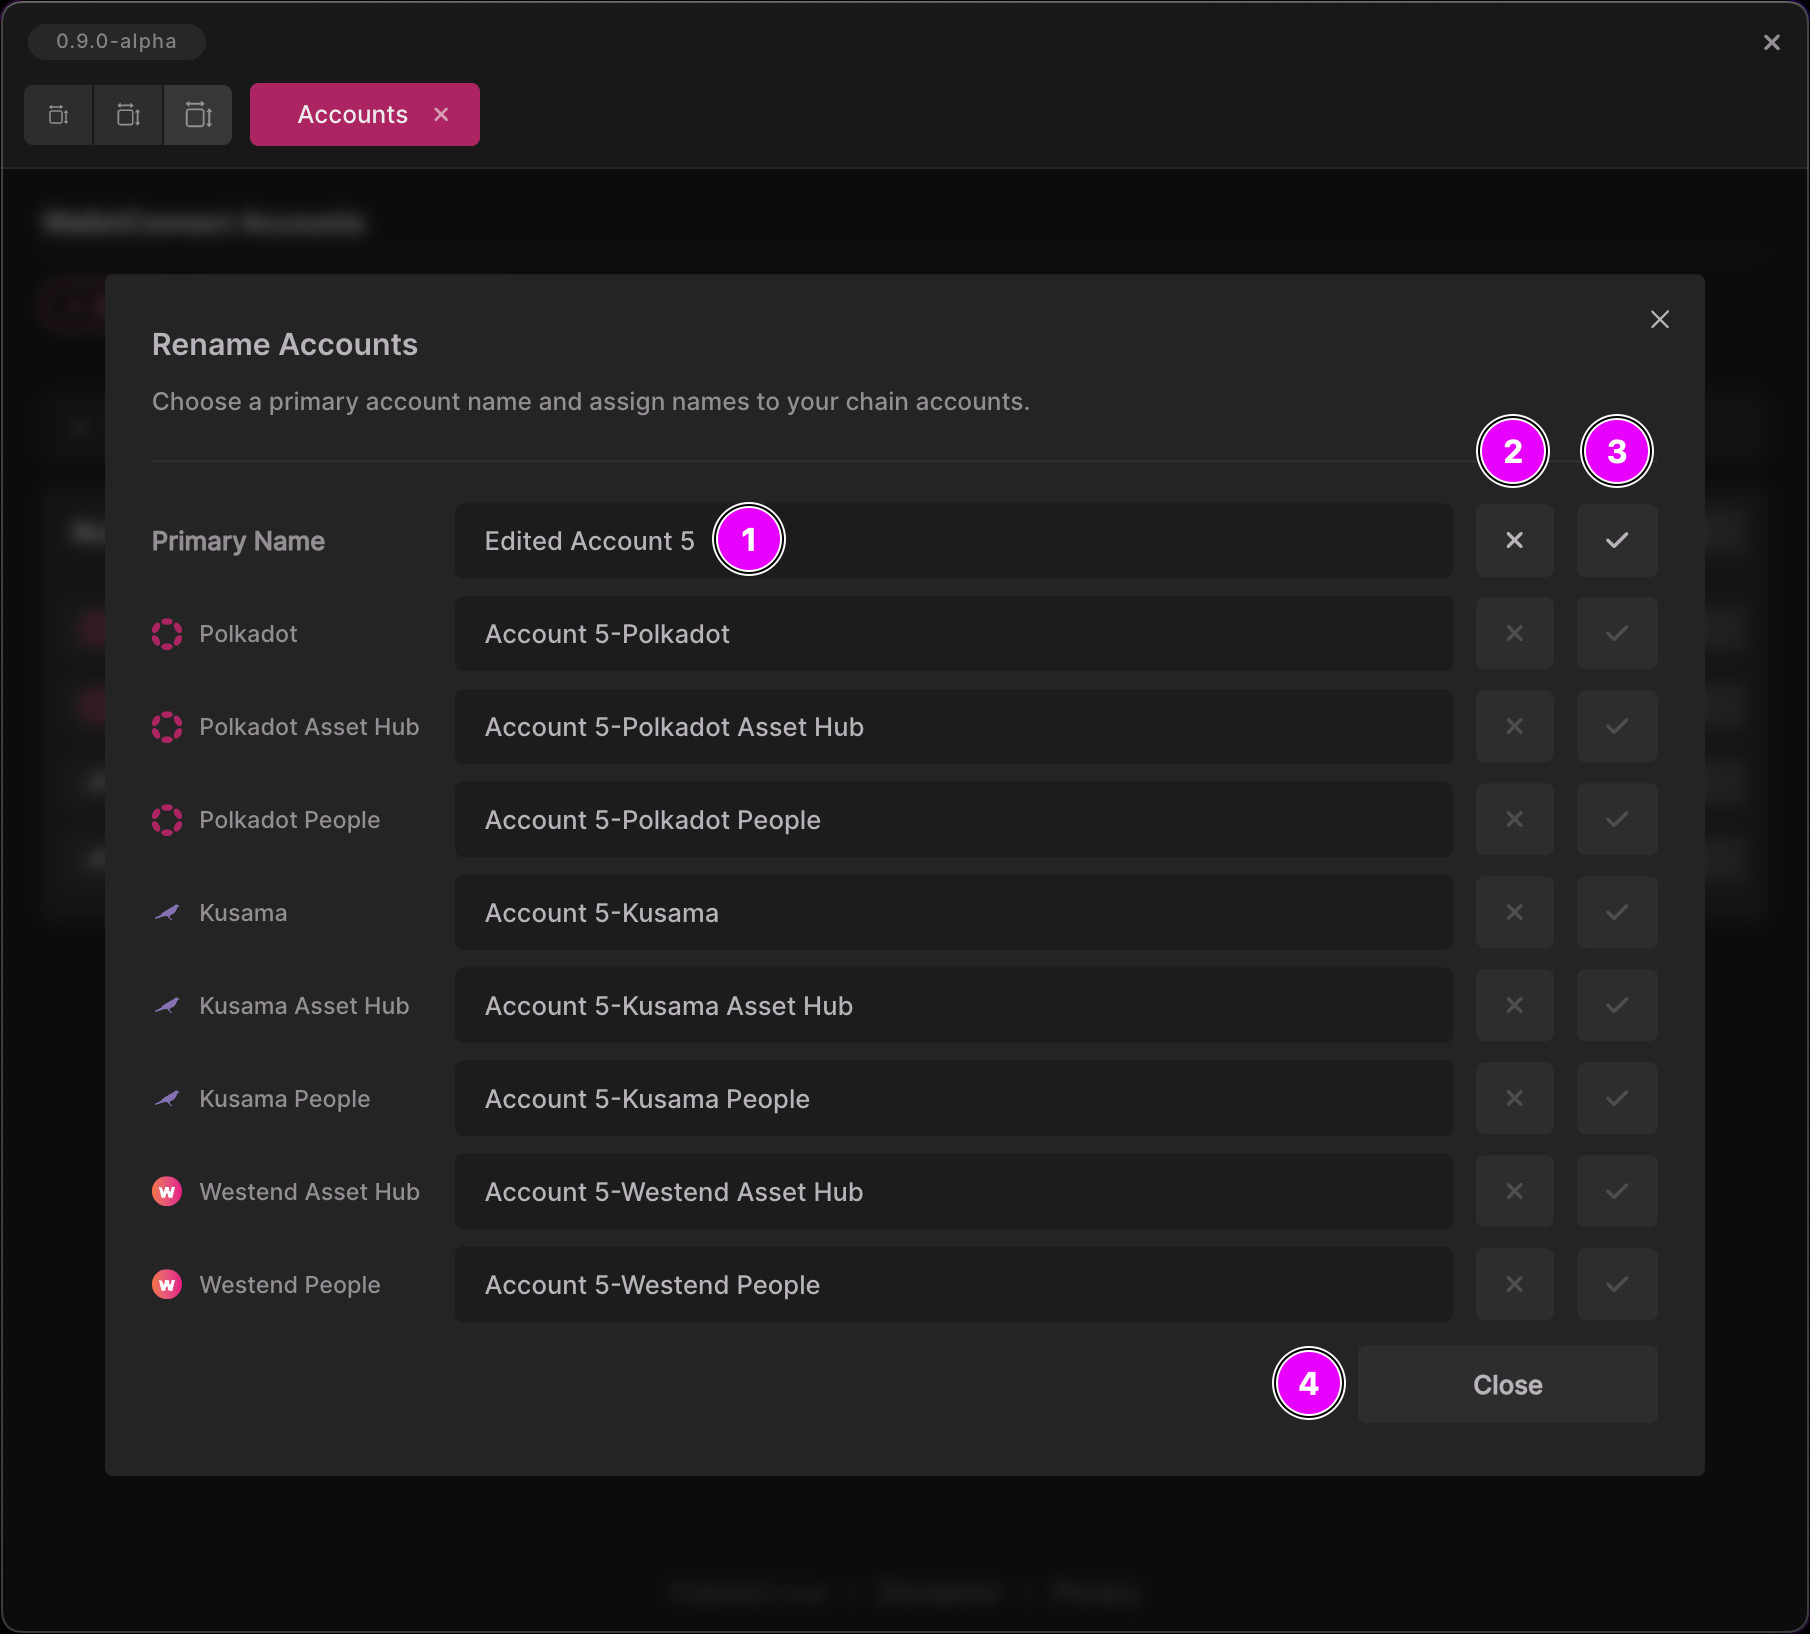 0.9.0-alpha
Accounts
Rename Accounts
Choose a primary account name and assign names to your chain accounts.
2 3
Primary Name Edited Account 5 1
Polkadot Account 5-Polkadot
Polkadot Asset Hub Account 5-Polkadot Asset Hub
Polkadot People Account 5-Polkadot People
Kusama Account 5-Kusama
Kusama Asset Hub Account 5-Kusama Asset Hub
Kusama People Account 5-Kusama People
W Westend Asset Hub Account 5-Westend Asset Hub
W Westend People Account 5-Westend People
4 Close